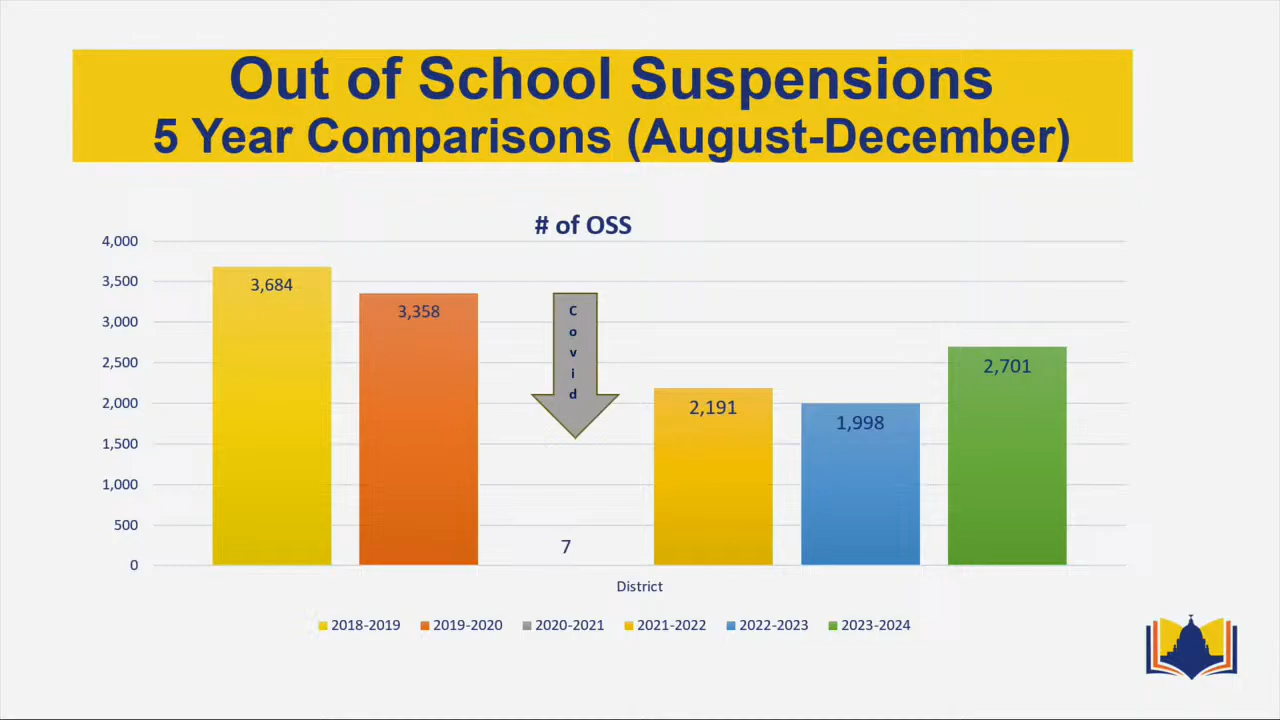 Out of School Suspensions
5 Year Comparisons (August-December)
# of OSS
4,000
3,500
3,000
2,500
2,000
1,500
1,000
500
0
3,684
3,358
C
o
v
i
d
7
2,191
1,998
2,701
District
2018-2019 2019-2020 2020-2021 2021-2022 2022-2023 2023-2024